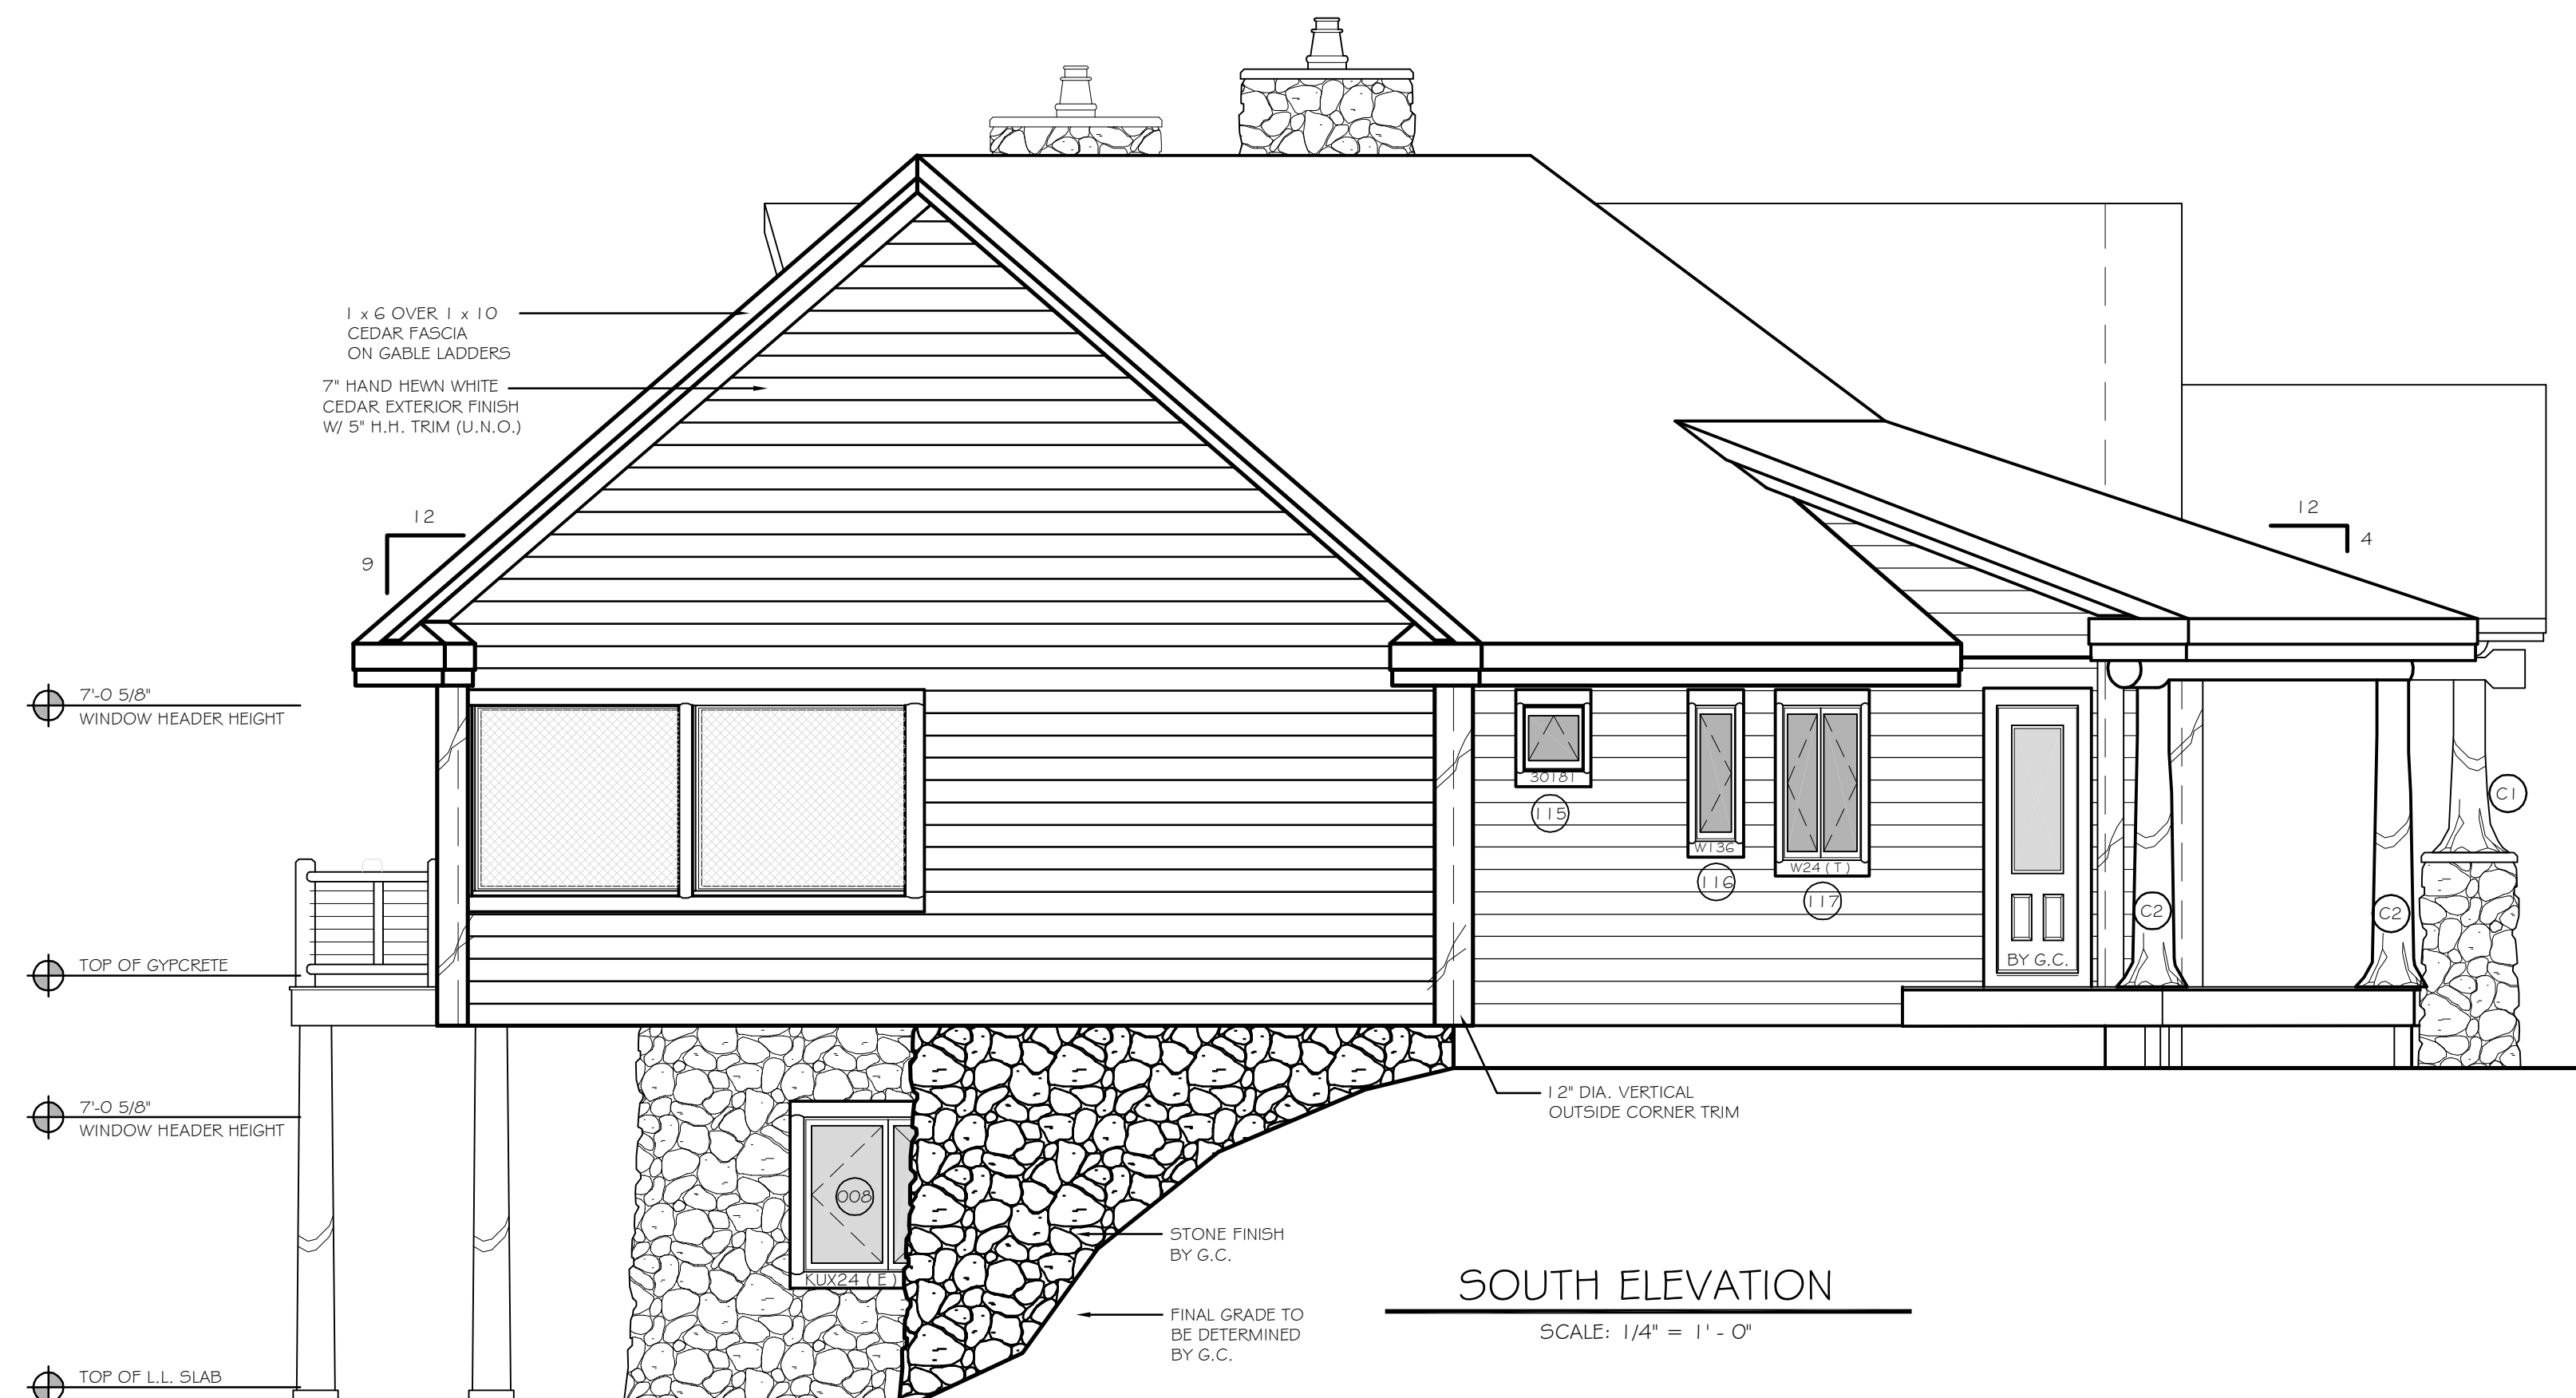 1 x 6 OVER 1 x 10
CEDAR FASCIA
ON GABLE LADDERS
7" HAND HEWN WHITE
CEDAR EXTERIOR FINISH
W/ 5" H.H. TRIM (U.N.O.)
12
9
12
4
7'-0 5/8"
WINDOW HEADER HEIGHT
30181
115
W136
116
W24 (T)
117
C1
C2
C2
BY G.C.
TOP OF GYPCRETE
7'-0 5/8"
WINDOW HEADER HEIGHT
12" DIA. VERTICAL
OUTSIDE CORNER TRIM
008
KUX24 (E)
STONE FINISH
BY G.C.
FINAL GRADE TO
BE DETERMINED
BY G.C.
SOUTH ELEVATION
SCALE: 1/4" = 1' - 0"
TOP OF L.L. SLAB